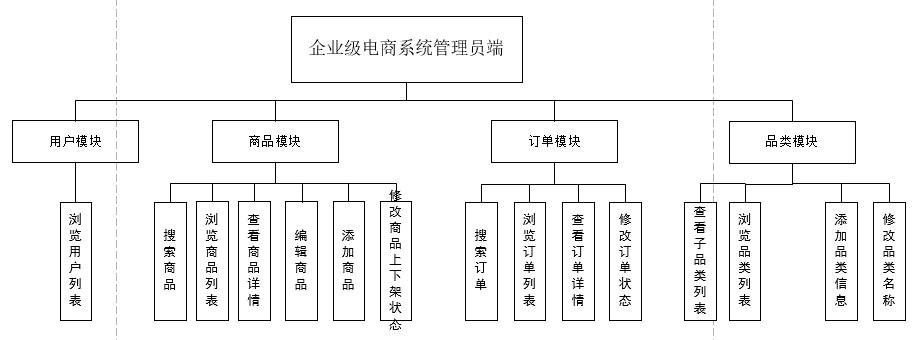 企业级电商系统管理员端
用户模块
商品模块
订单模块
品类模块
浏览用户列表
搜索商品
浏览商品列表
查看商品详情
编辑商品
添加商品
修改商品上下架状态
搜索订单
浏览订单列表
查看订单详情
修改订单状态
查看子品类列表
浏览品类列表
添加品类信息
修改品类名称